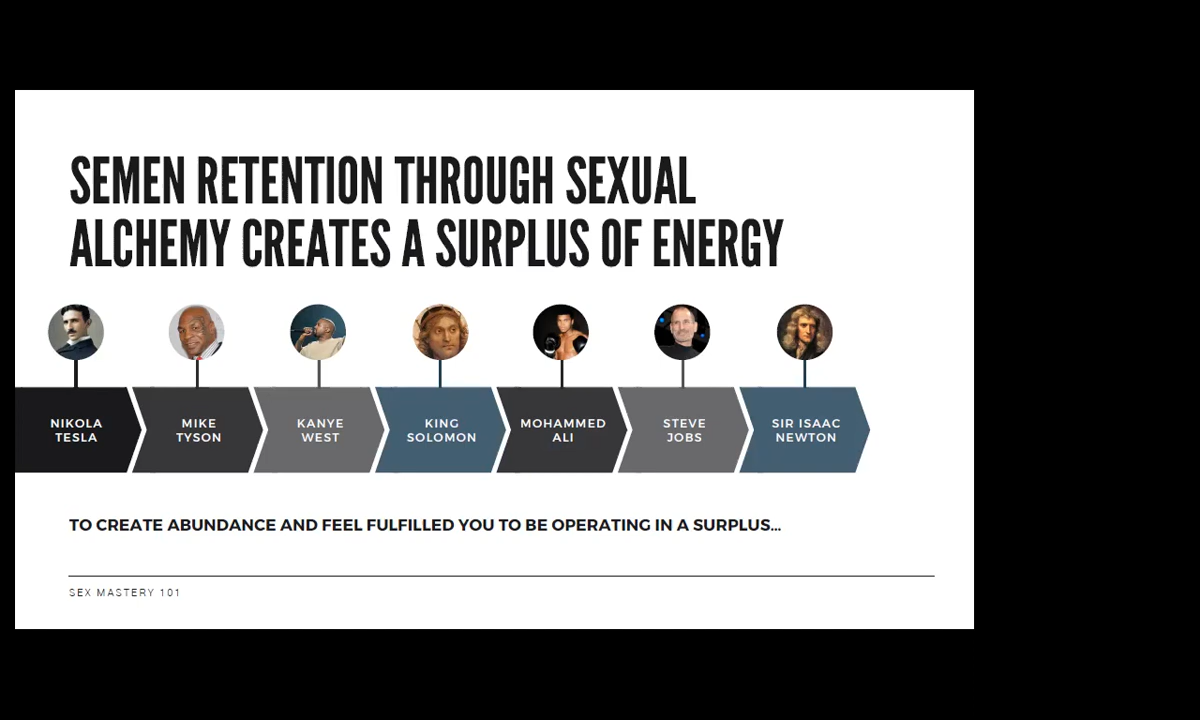 SEMEN RETENTION THROUGH SEXUAL
ALCHEMY CREATES A SURPLUS OF ENERGY
NIKOLA
TESLA
MIKE
TYSON
KANYE
WEST
KING
SOLOMON
MOHAMMED
ALI
STEVE
JOBS
SIR ISAAC
NEWTON
TO CREATE ABUNDANCE AND FEEL FULFILLED YOU TO BE OPERATING IN A SURPLUS...
SEX MASTERY 101